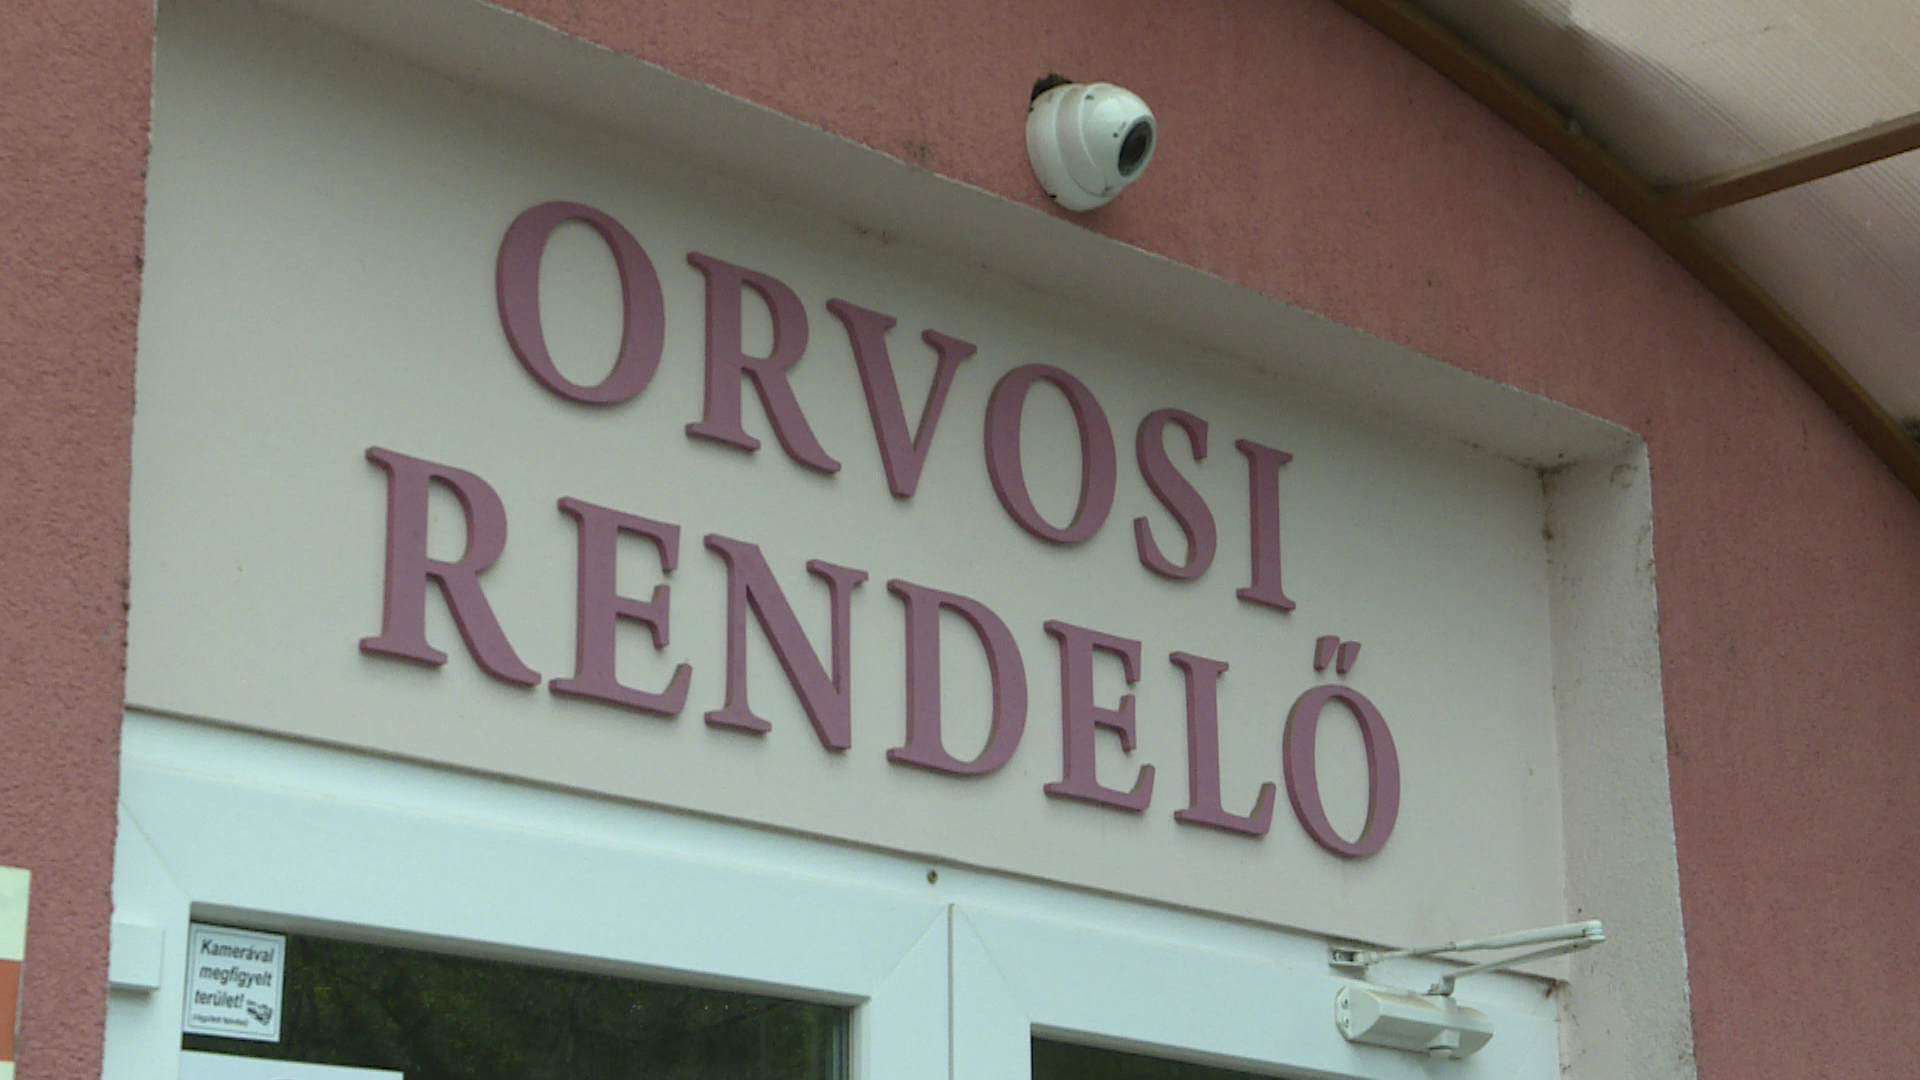 ORVOSI
RENDELŐ
Kamerával
megfigyelt
terület!